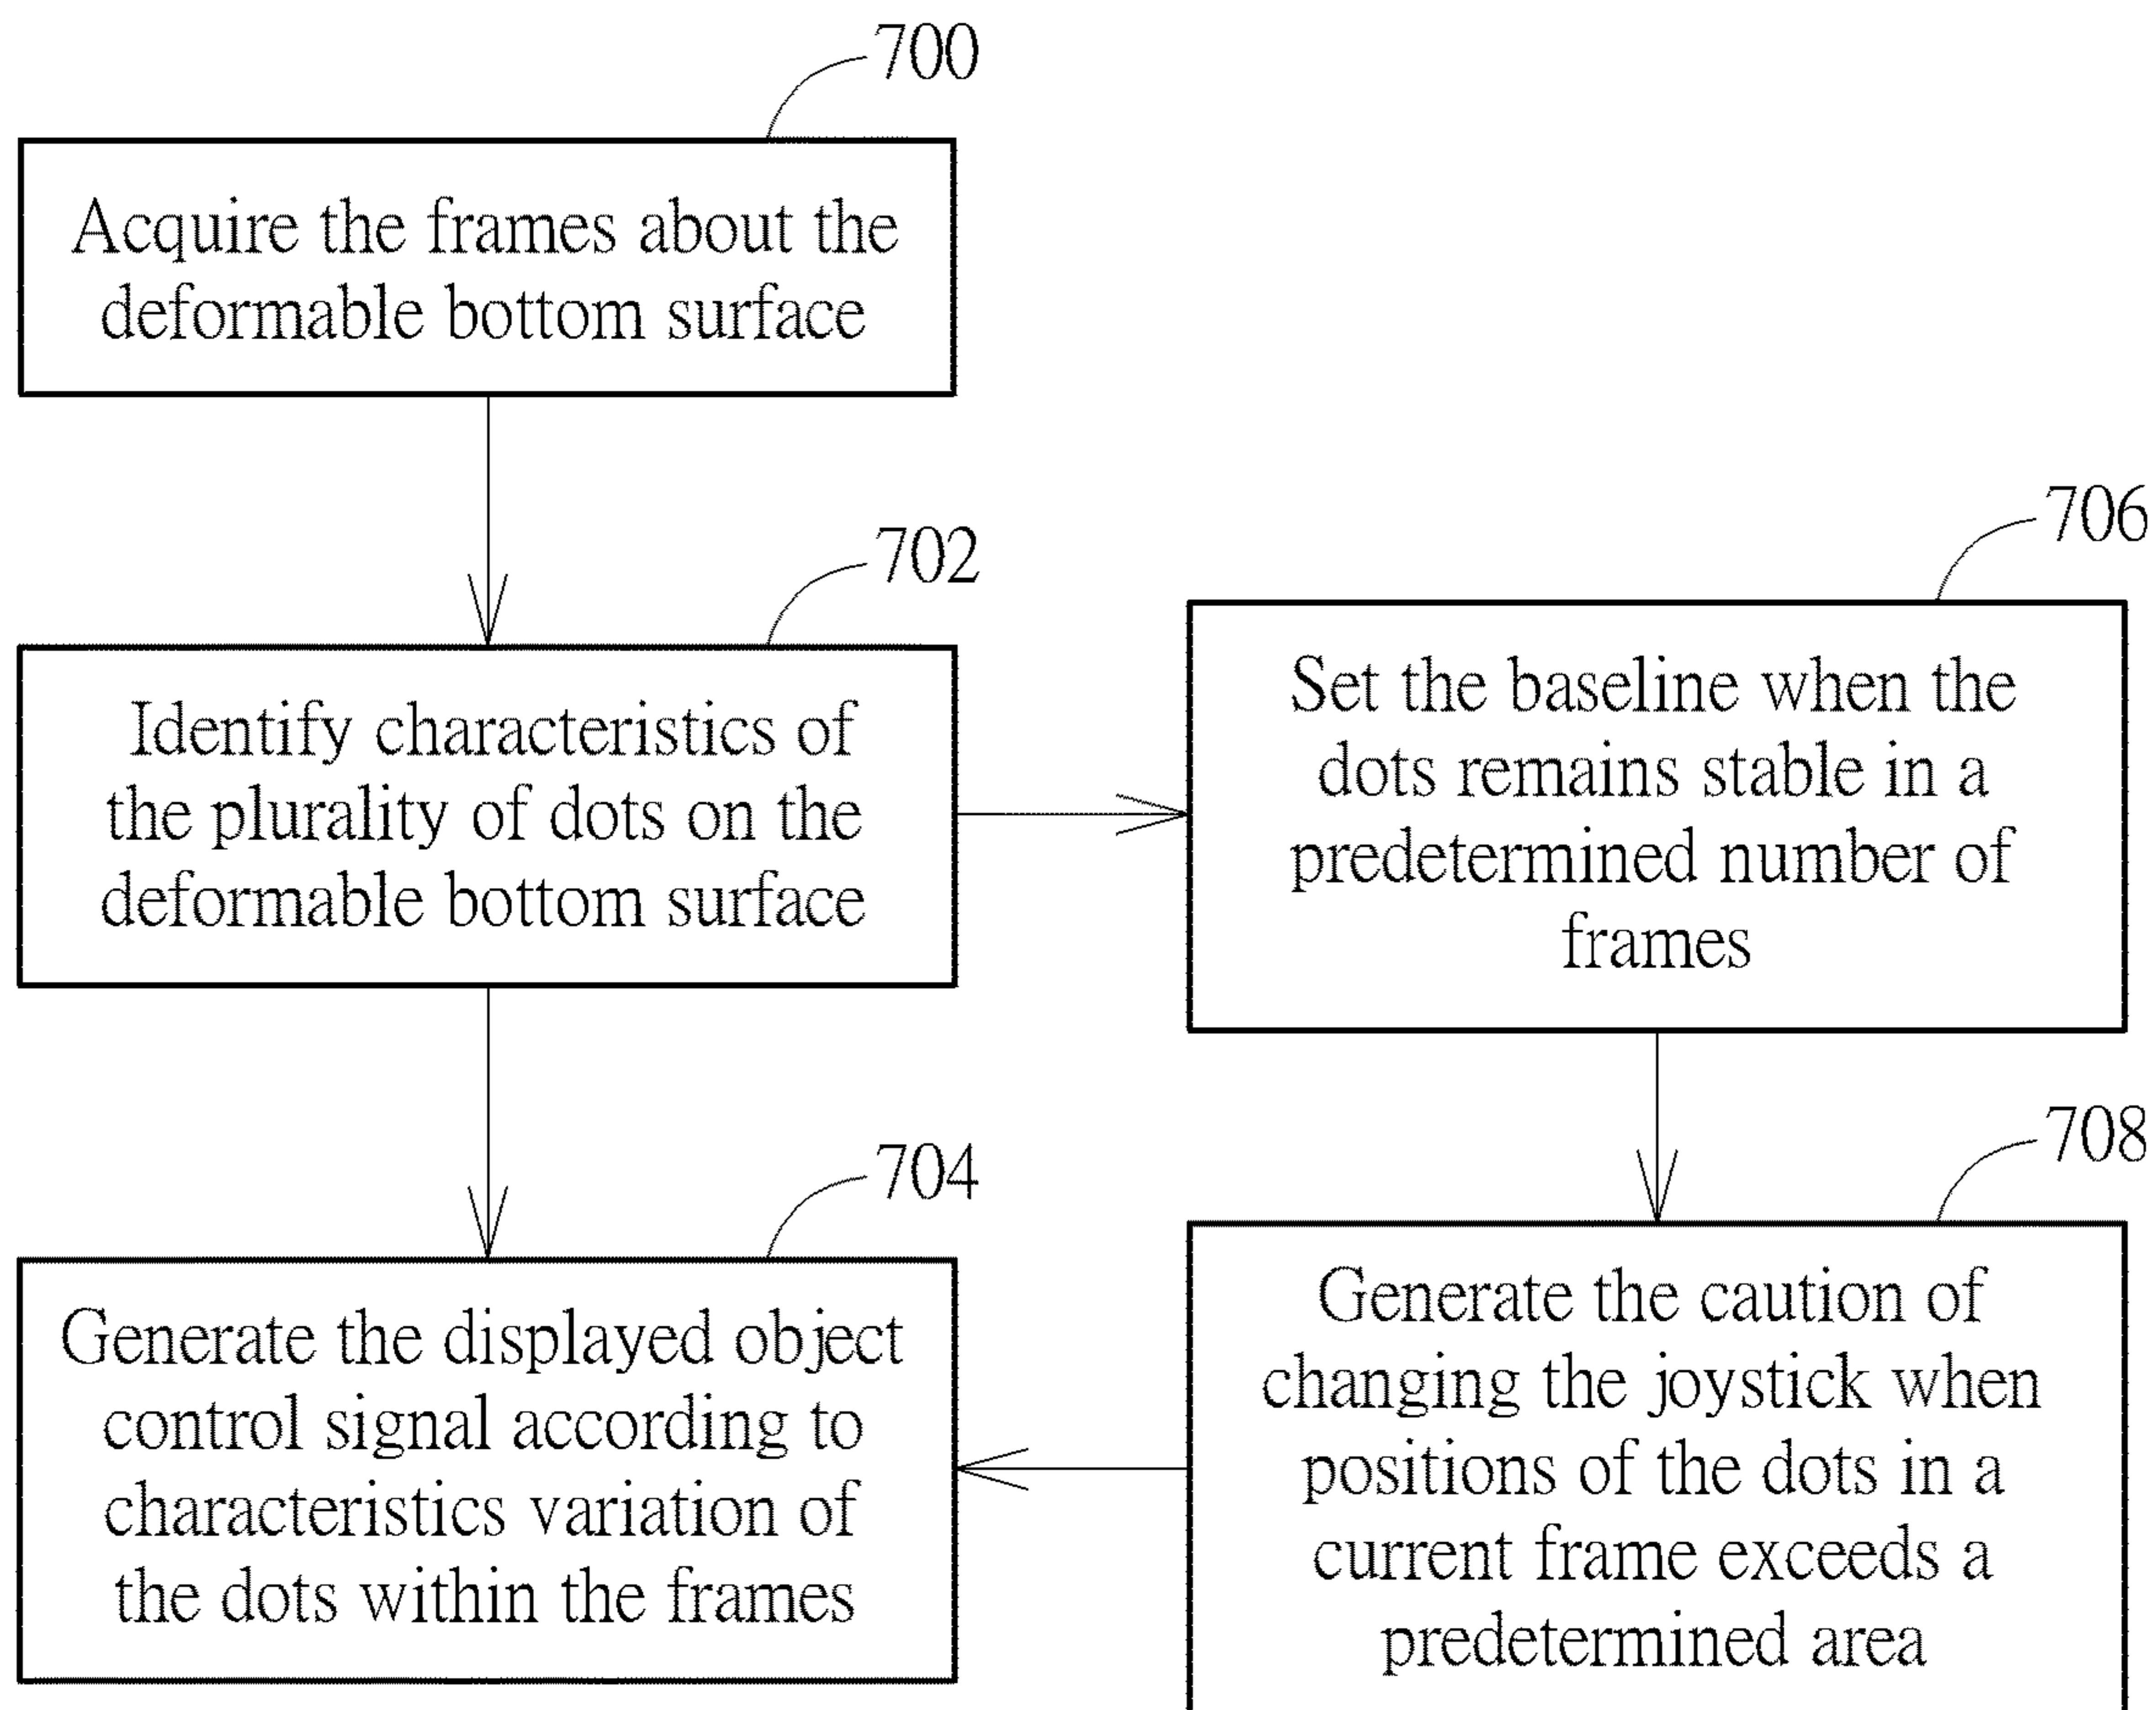 700
Acquire the frames about the
deformable bottom surface
702
Identify characteristics of
the plurality of dots on the
deformable bottom surface
706
Set the baseline when the
dots remains stable in a
predetermined number of
frames
704
Generate the displayed object
control signal according to
characteristics variation of
the dots within the frames
708
Generate the caution of
changing the joystick when
positions of the dots in a
current frame exceeds a
predetermined area